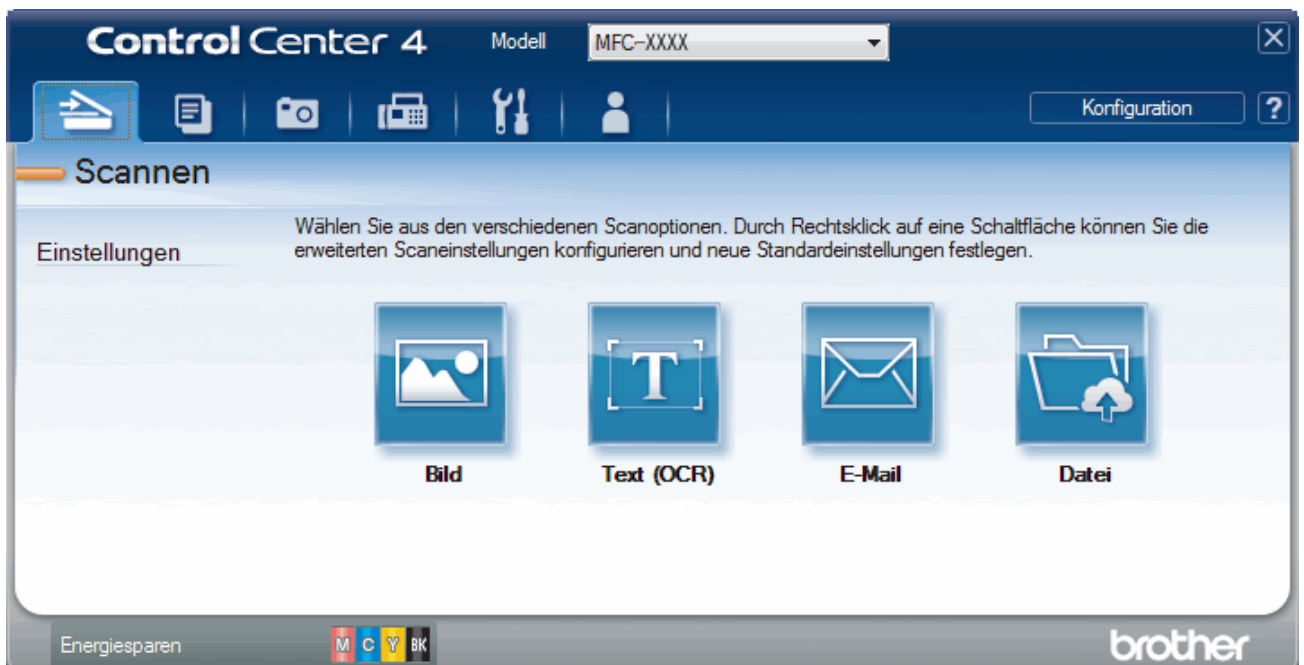 Control Center 4
Modell
MFC-XXXX
Konfiguration
?
Scannen
Einstellungen
Wählen Sie aus den verschiedenen Scanoptionen. Durch Rechtsklick auf eine Schaltfläche können Sie die
erweiterten Scaneinstellungen konfigurieren und neue Standardeinstellungen festlegen.
T
Bild
Text (OCR)
E-Mail
Datei
Energiesparen
M C Y BK
brother